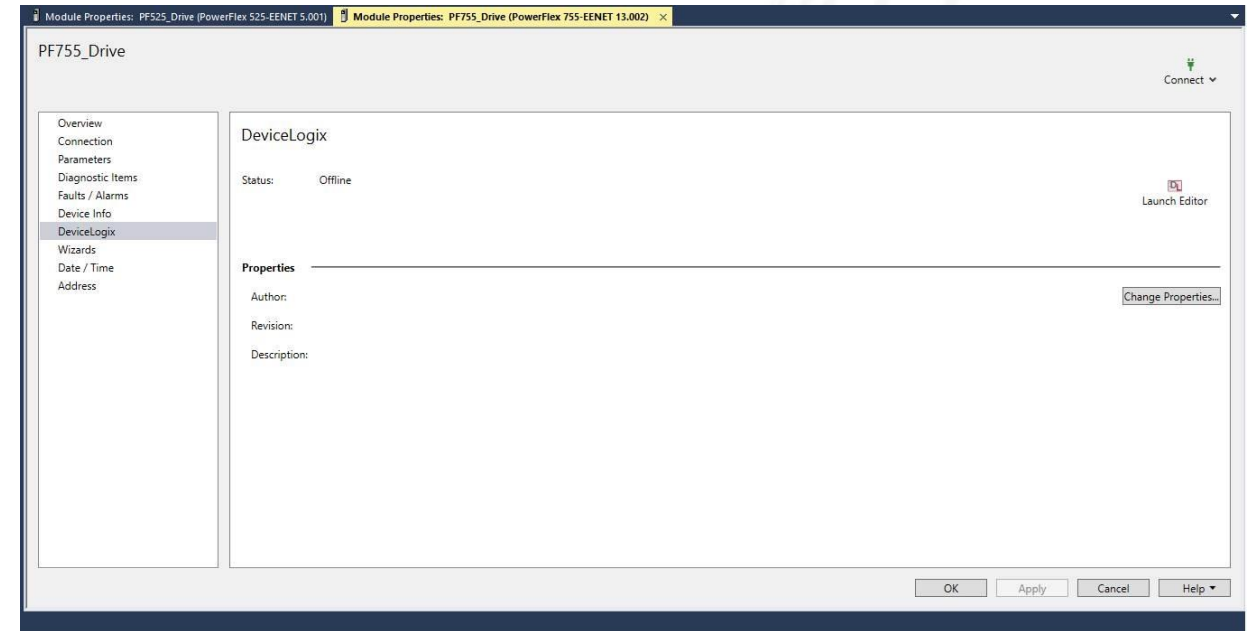 Module Properties: PF525_Drive (PowerFlex 525-EENET 5.001) Module Properties: PF755_Drive (PowerFlex 755-EENET 13.002) ×
PF755_Drive
Connect
Overview
Connection
Parameters
Diagnostic Items
Faults / Alarms
Device Info
DeviceLogix
Wizards
Date / Time
Address
DeviceLogix
Status: Offline
DL
Launch Editor
Properties
Author:
Change Properties...
Revision:
Description:
OK Apply Cancel Help